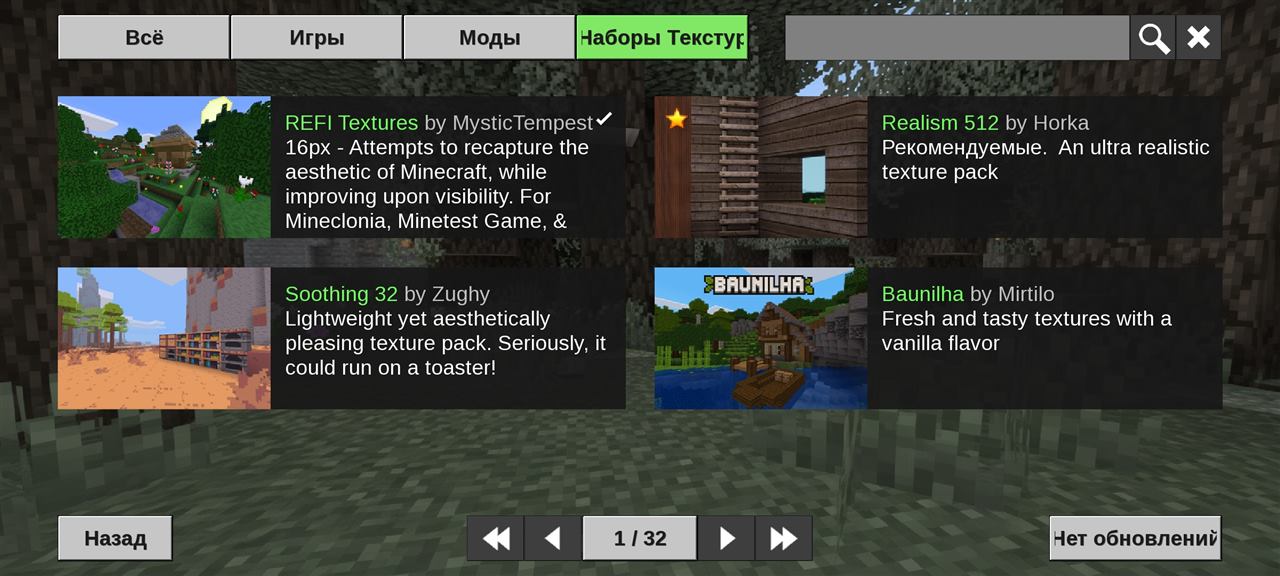 Всё
Игры
Моды
Наборы Текстур
REFI Textures by MysticTempest
16px - Attempts to recapture the
aesthetic of Minecraft, while
improving upon visibility. For
Mineclonia, Minetest Game, &
Realism 512 by Horka
Рекомендуемые.  An ultra realistic
texture pack
Soothing 32 by Zughy
Lightweight yet aesthetically
pleasing texture pack. Seriously, it
could run on a toaster!
BAUNILHA
Baunilha by Mirtilo
Fresh and tasty textures with a
vanilla flavor
Назад
1 / 32
Нет обновлений